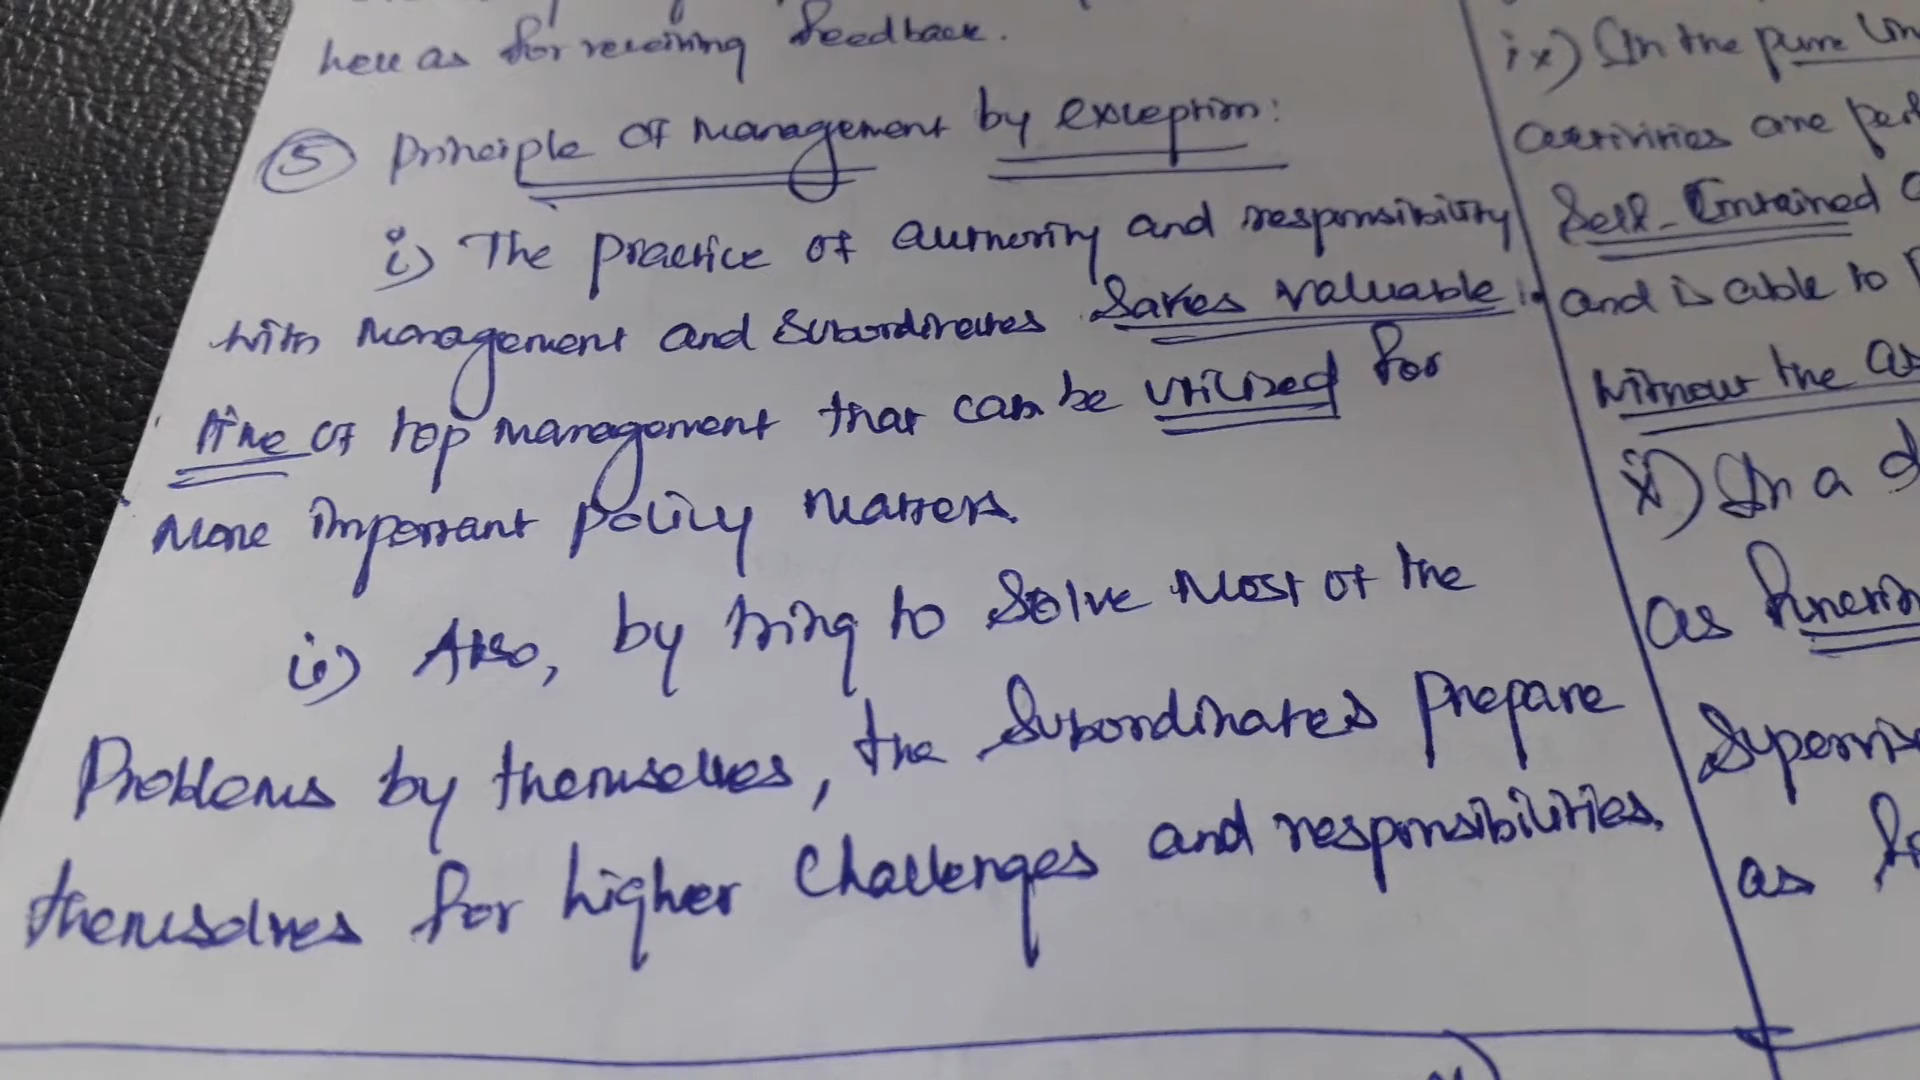 here as for receiving feedback.
5 Principle of Management by exception:
i) The practice of authority and responsibility
with Management and Subordinates Saves valuable
time of top management that can be utilized for
More important policy matters.
ii) Also, by tring to Solve Most of the
Problems by themselves, the Subordinates Prepare
themselves for higher Challenges and responsibilities.
ix) In the pure
activities are
Self-Contained
and is able to
without the
x) In a
as
as